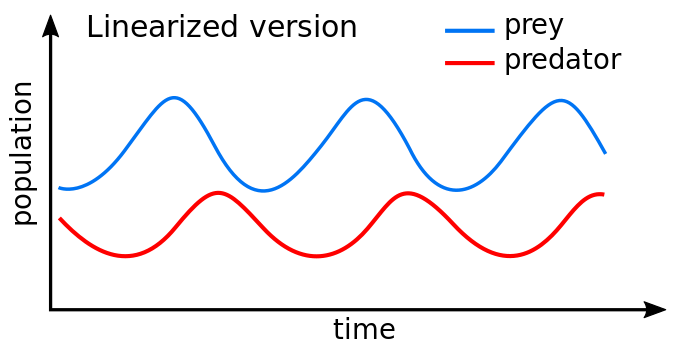 Linearized version
prey
predator
population
time